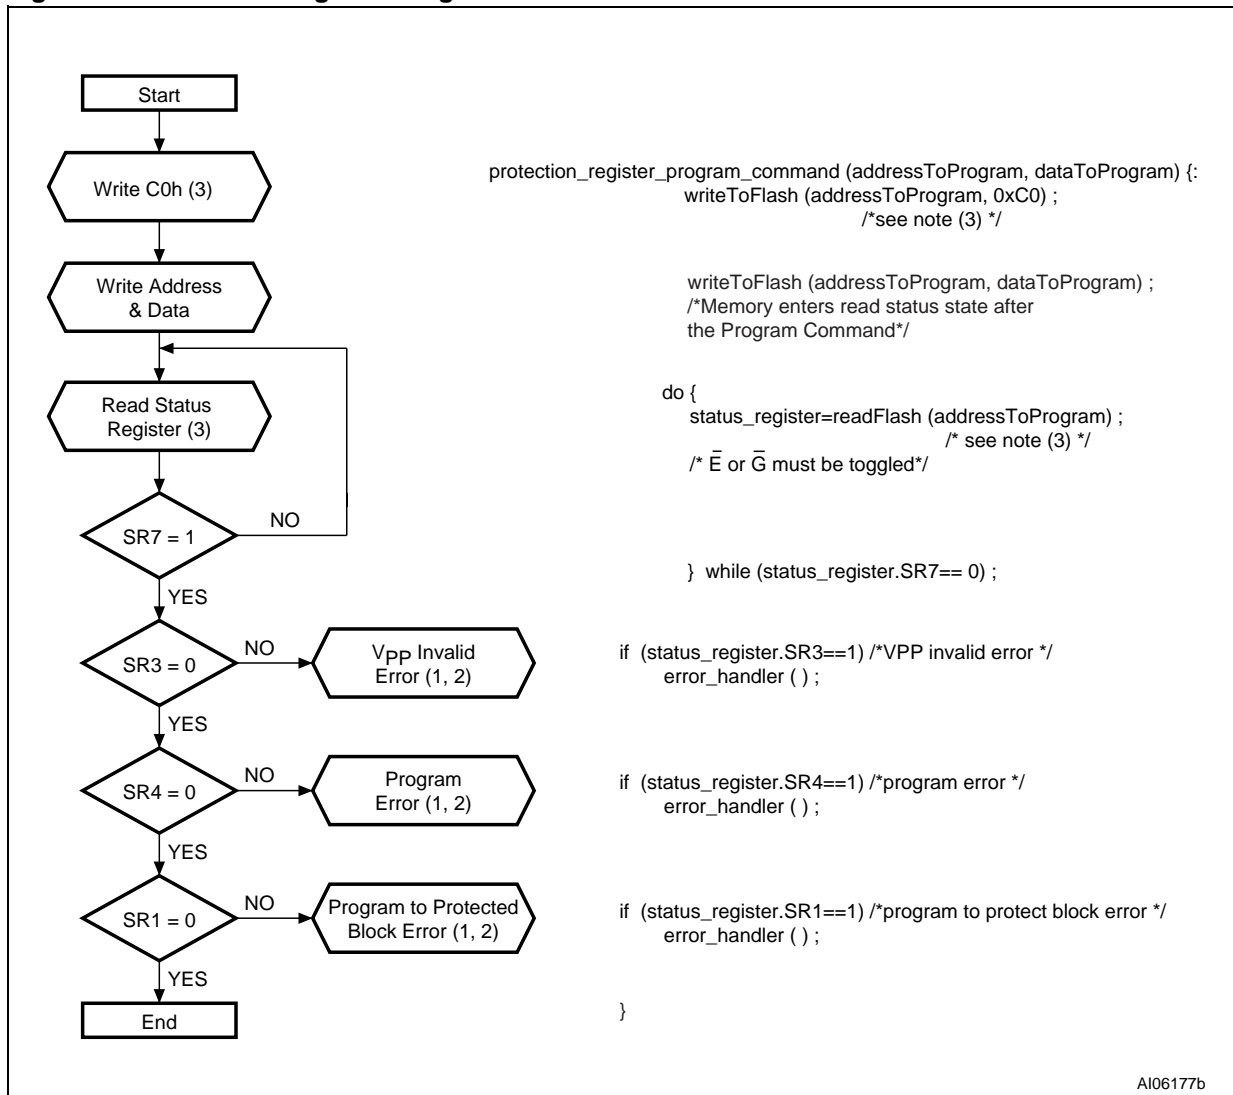 Start
Write C0h (3)
Write Address
& Data
Read Status
Register (3)
SR7 = 1
NO
YES
SR3 = 0
NO
VPP Invalid
Error (1, 2)
YES
SR4 = 0
NO
Program
Error (1, 2)
YES
SR1 = 0
NO
Program to Protected
Block Error (1, 2)
YES
End
protection_register_program_command (addressToProgram, dataToProgram) {:
writeToFlash (addressToProgram, 0xC0) ;
/*see note (3) */
writeToFlash (addressToProgram, dataToProgram) ;
/*Memory enters read status state after
the Program Command*/
do {
status_register=readFlash (addressToProgram) ;
/* see note (3) */
/* E̅ or G̅ must be toggled*/
} while (status_register.SR7== 0) ;
if (status_register.SR3==1) /*VPP invalid error */
error_handler ( ) ;
if (status_register.SR4==1) /*program error */
error_handler ( ) ;
if (status_register.SR1==1) /*program to protect block error */
error_handler ( ) ;
}
AI06177b